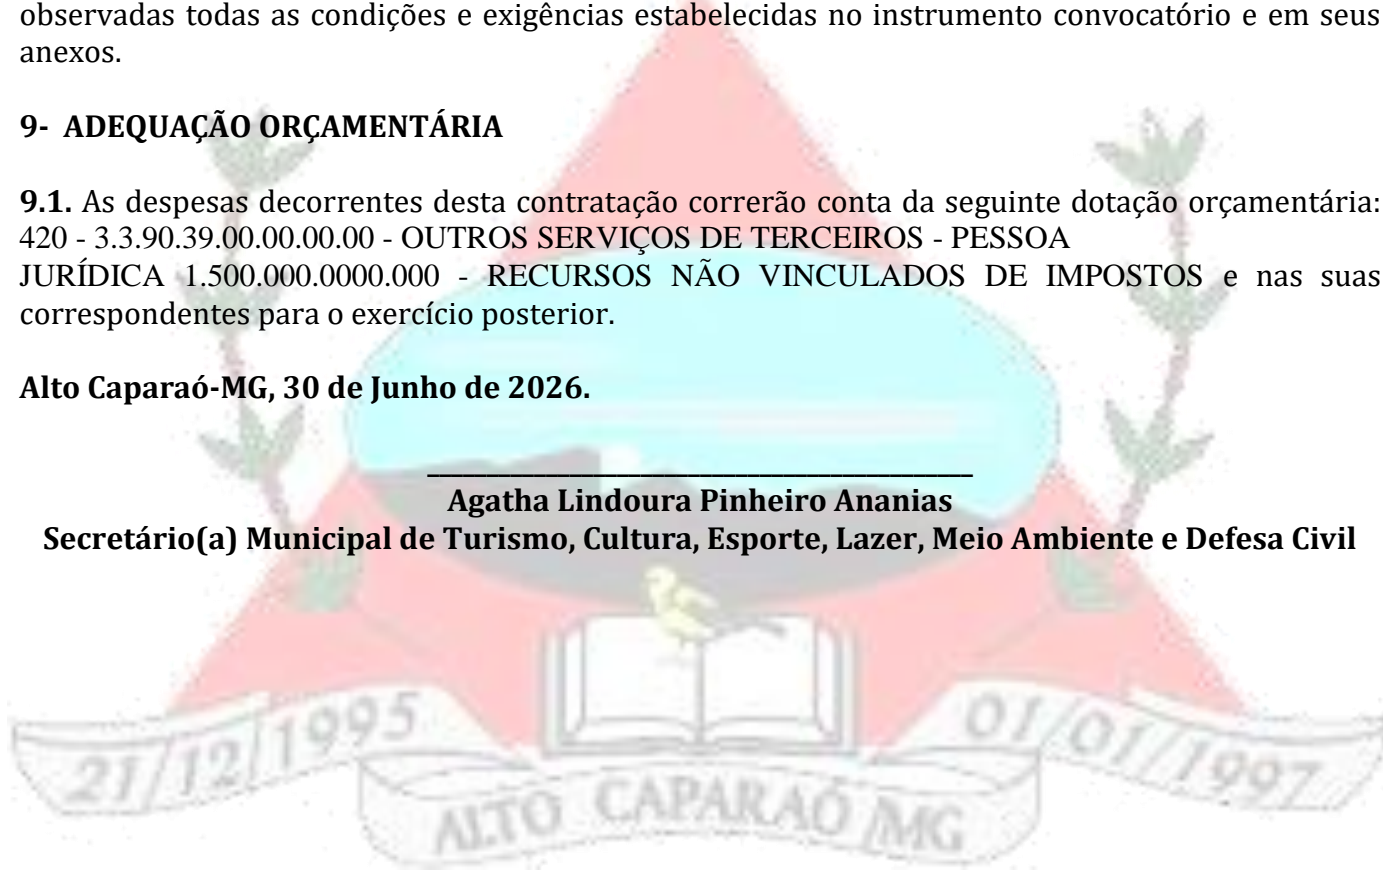 observadas todas as condições e exigências estabelecidas no instrumento convocatório e em seus
anexos.
9- ADEQUAÇÃO ORÇAMENTÁRIA
9.1. As despesas decorrentes desta contratação correrão conta da seguinte dotação orçamentária:
420 - 3.3.90.39.00.00.00.00 - OUTROS SERVIÇOS DE TERCEIROS - PESSOA
JURÍDICA 1.500.000.0000.000 - RECURSOS NÃO VINCULADOS DE IMPOSTOS e nas suas
correspondentes para o exercício posterior.
Alto Caparaó-MG, 30 de Junho de 2026.
Agatha Lindoura Pinheiro Ananias
Secretário(a) Municipal de Turismo, Cultura, Esporte, Lazer, Meio Ambiente e Defesa Civil
21/12/1995
01/01/1997
ALTO CAPARAÓ MG